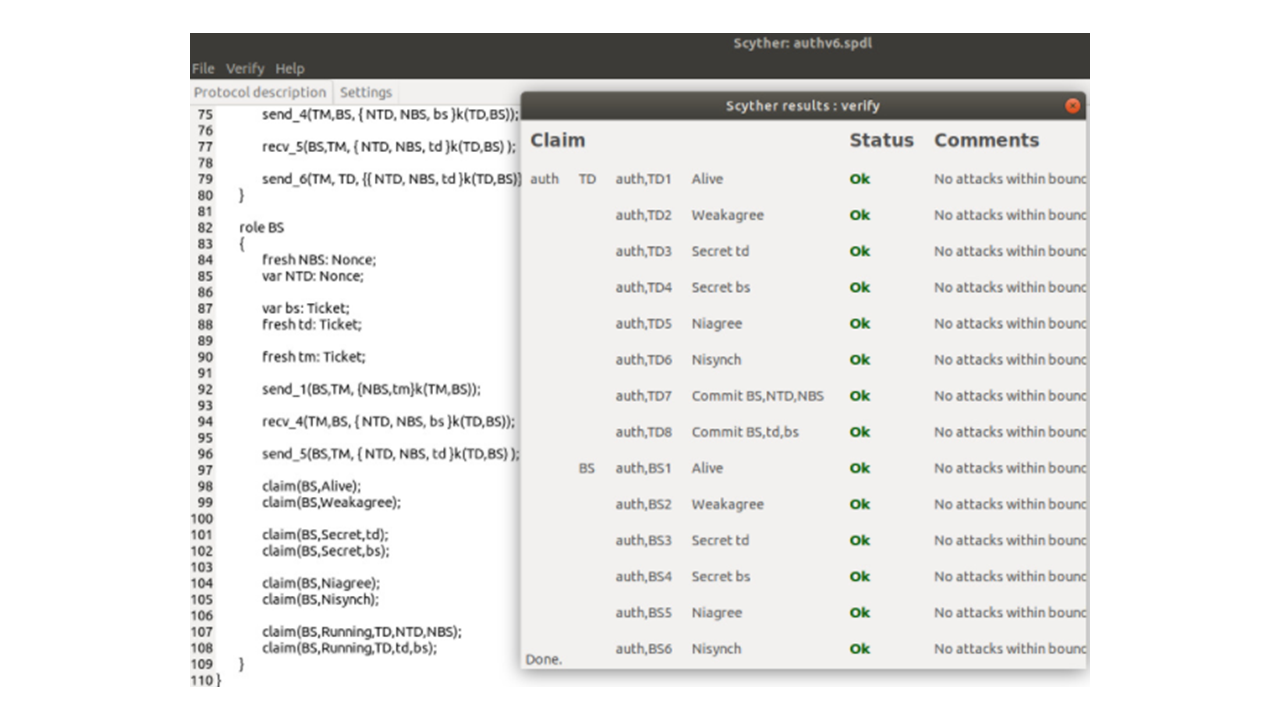 Scyther: authv6.spdl
File Verify Help
Protocol description Settings
75 send_4(TM,BS, { NTD, NBS, bs }k(TD,BS));
76
77 recv_5(BS,TM, { NTD, NBS, td }k(TD,BS) );
78
79 send_6(TM, TD, {{ NTD, NBS, td }k(TD,BS)}
80 }
81
82 role BS
83 {
84 fresh NBS: Nonce;
85 var NTD: Nonce;
86
87 var bs: Ticket;
88 fresh td: Ticket;
89
90 fresh tm: Ticket;
91
92 send_1(BS,TM, {NBS,tm}k(TM,BS));
93
94 recv_4(TM,BS, { NTD, NBS, bs }k(TD,BS));
95
96 send_5(BS,TM, { NTD, NBS, td }k(TD,BS) );
97
98 claim(BS,Alive);
99 claim(BS,Weakagree);
100
101 claim(BS,Secret,td);
102 claim(BS,Secret,bs);
103
104 claim(BS,Niagree);
105 claim(BS,Nisynch);
106
107 claim(BS,Running,TD,NTD,NBS);
108 claim(BS,Running,TD,td,bs);
109 }
110 }
Scyther results : verify
Claim Status Comments
auth TD auth,TD1 Alive Ok No attacks within bounc
auth,TD2 Weakagree Ok No attacks within bounc
auth,TD3 Secret td Ok No attacks within bounc
auth,TD4 Secret bs Ok No attacks within bounc
auth,TD5 Niagree Ok No attacks within bounc
auth,TD6 Nisynch Ok No attacks within bounc
auth,TD7 Commit BS,NTD,NBS Ok No attacks within bounc
auth,TD8 Commit BS,td,bs Ok No attacks within bounc
BS auth,BS1 Alive Ok No attacks within bounc
auth,BS2 Weakagree Ok No attacks within bounc
auth,BS3 Secret td Ok No attacks within bounc
auth,BS4 Secret bs Ok No attacks within bounc
auth,BS5 Niagree Ok No attacks within bounc
auth,BS6 Nisynch Ok No attacks within bounc
Done.